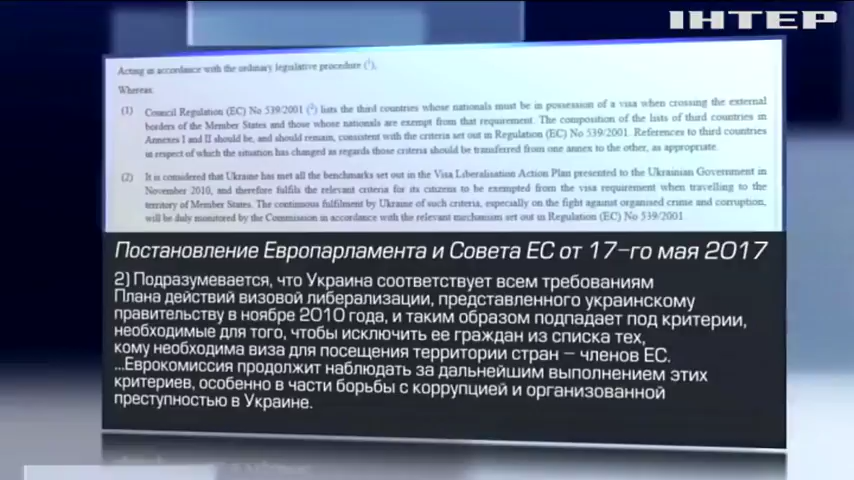 ІНТЕР
Acting in accordance with the ordinary legislative procedure (¹),
Whereas:
(1) Council Regulation (EC) No 539/2001 (²) lists the third countries whose nationals must be in possession of a visa when crossing the external
borders of the Member States and those whose nationals are exempt from that requirement. The composition of the lists of third countries in
Annexes I and II should be, and should remain, consistent with the criteria set out in Regulation (EC) No 539/2001. References to third countries
in respect of which the situation has changed as regards those criteria should be transferred from one annex to the other, as appropriate.
(2) It is considered that Ukraine has met all the benchmarks set out in the Visa Liberalisation Action Plan presented to the Ukrainian Government in
November 2010, and therefore fulfils the relevant criteria for its citizens to be exempted from the visa requirement when travelling to the
territory of Member States. The continuous fulfilment by Ukraine of such criteria, especially on the fight against organised crime and corruption,
will be duly monitored by the Commission in accordance with the relevant mechanism set out in Regulation (EC) No 539/2001.
Постановление Европарламента и Совета ЕС от 17-го мая 2017
2) Подразумевается, что Украина соответствует всем требованиям
Плана действий визовой либерализации, представленного украинскому
правительству в ноябре 2010 года, и таким образом подпадает под критерии,
необходимые для того, чтобы исключить ее граждан из списка тех,
кому необходима виза для посещения территории стран – членов ЕС.
...Еврокомиссия продолжит наблюдать за дальнейшим выполнением этих
критериев, особенно в части борьбы с коррупцией и организованной
преступностью в Украине.